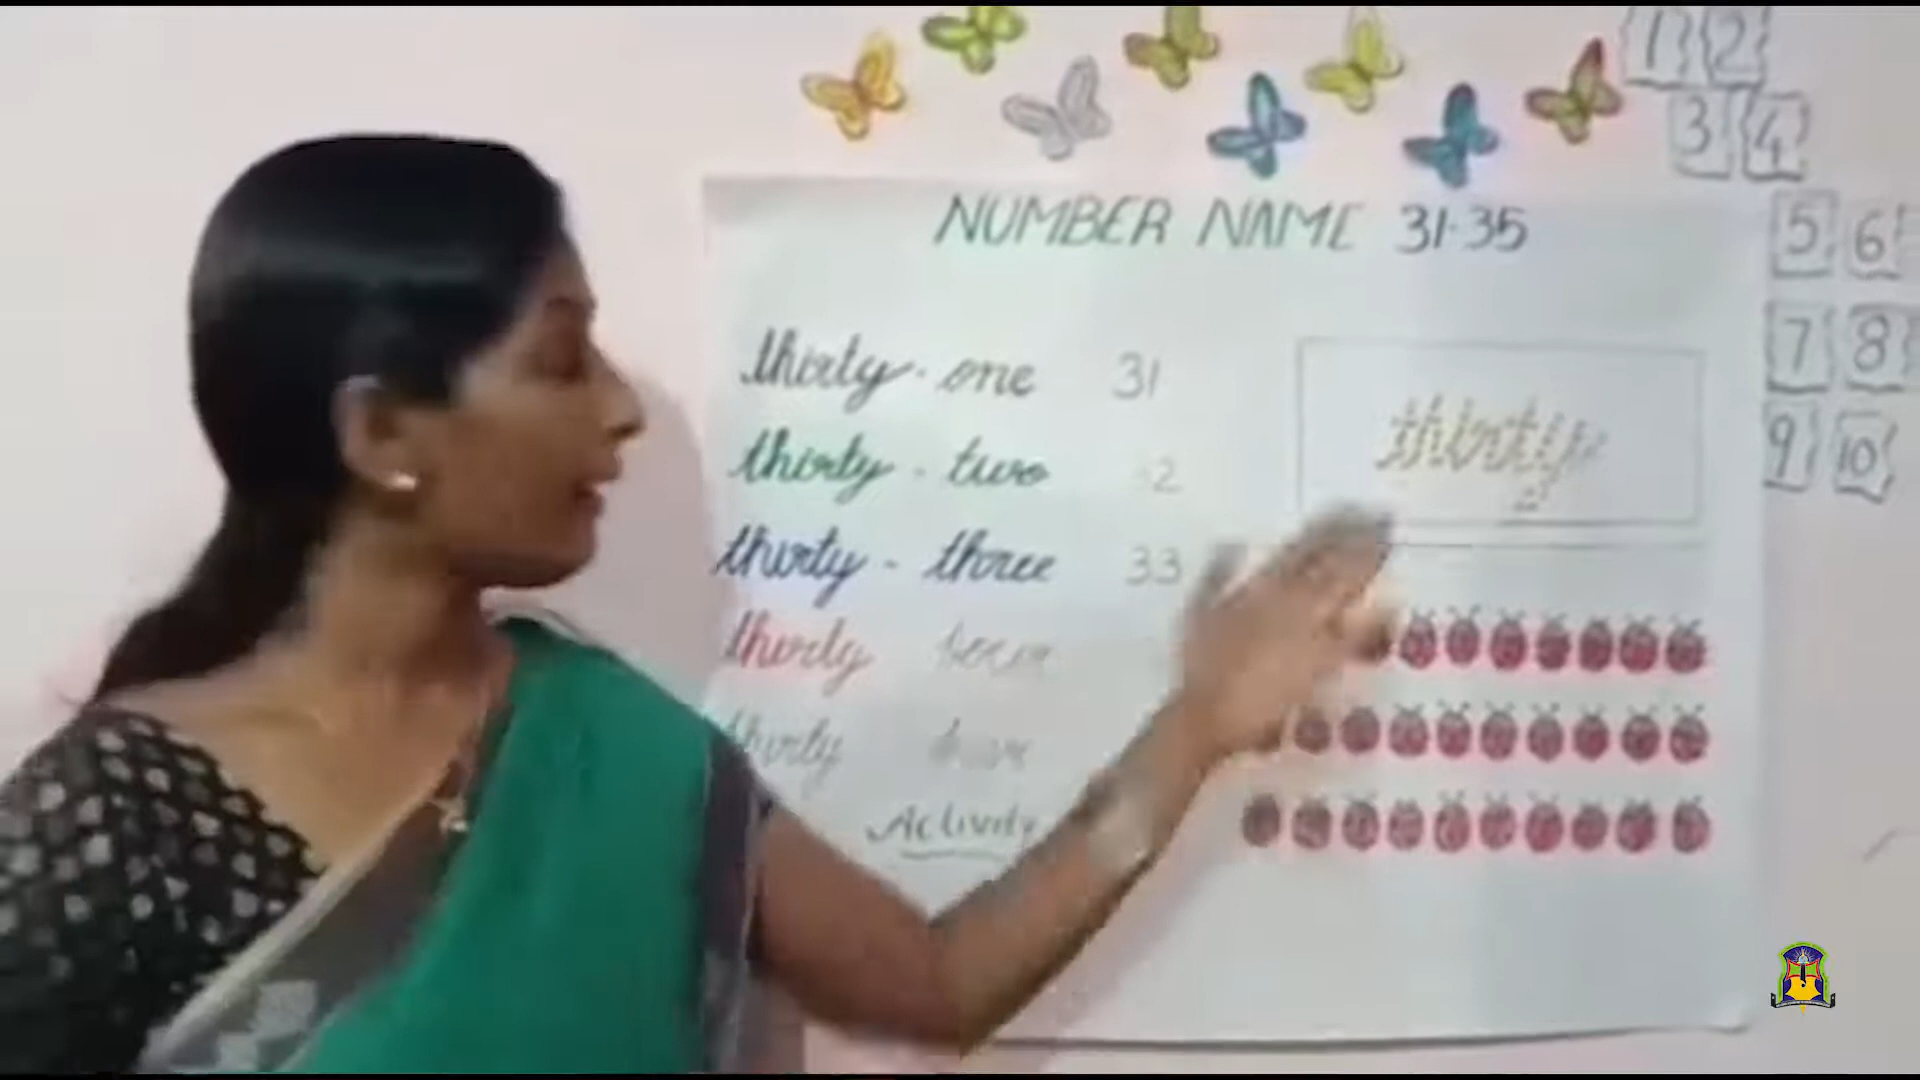 1 2
3 4
NUMBER NAME 31-35
5 6
thirty - one 31
7 8
thirty - two
thirty
9 10
thirty - three 33
thirty
thirty
Activity